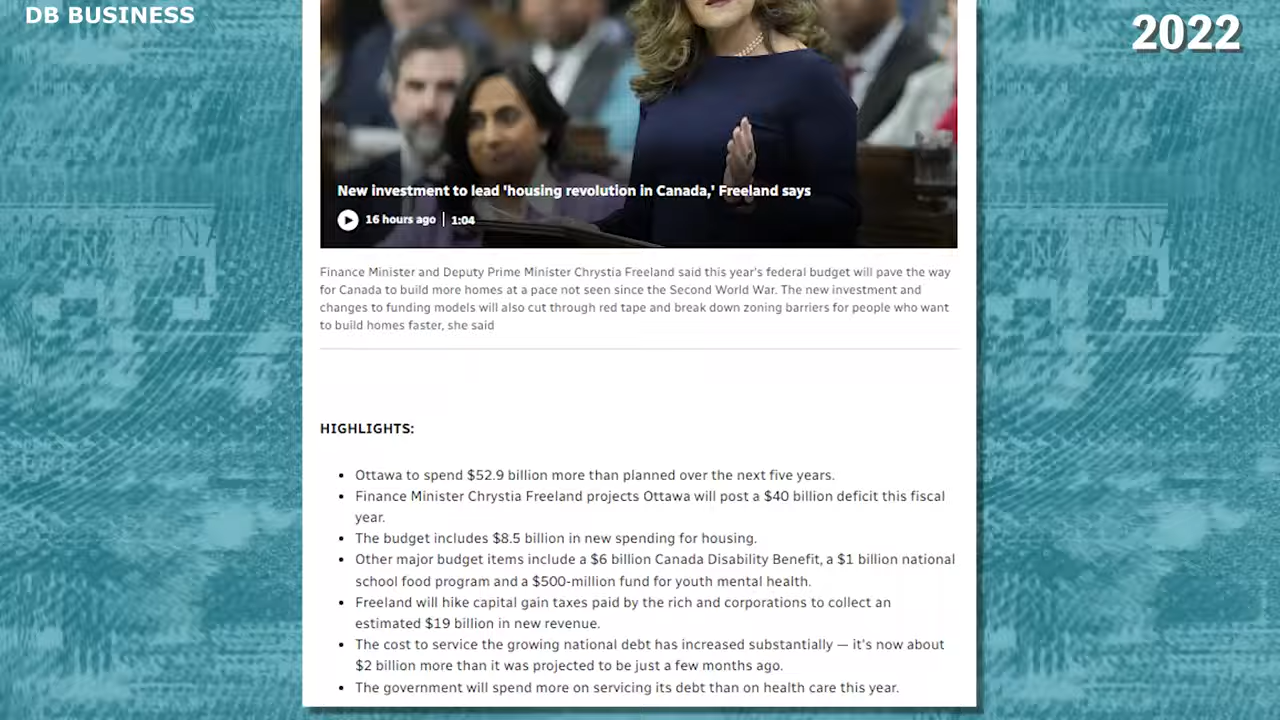 DB BUSINESS
2022
New investment to lead 'housing revolution in Canada,' Freeland says
16 hours ago | 1:04
Finance Minister and Deputy Prime Minister Chrystia Freeland said this year's federal budget will pave the way
for Canada to build more homes at a pace not seen since the Second World War. The new investment and
changes to funding models will also cut through red tape and break down zoning barriers for people who want
to build homes faster, she said
HIGHLIGHTS:
• Ottawa to spend $52.9 billion more than planned over the next five years.
• Finance Minister Chrystia Freeland projects Ottawa will post a $40 billion deficit this fiscal
year.
• The budget includes $8.5 billion in new spending for housing.
• Other major budget items include a $6 billion Canada Disability Benefit, a $1 billion national
school food program and a $500-million fund for youth mental health.
• Freeland will hike capital gain taxes paid by the rich and corporations to collect an
estimated $19 billion in new revenue.
• The cost to service the growing national debt has increased substantially — it's now about
$2 billion more than it was projected to be just a few months ago.
• The government will spend more on servicing its debt than on health care this year.